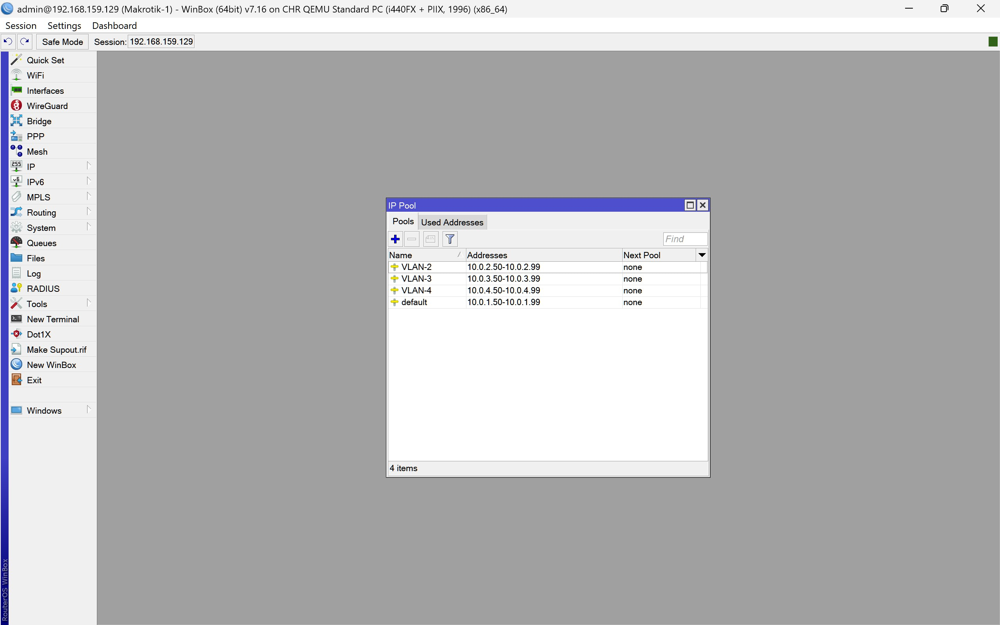 admin@192.168.159.129 (Makrotik-1) - WinBox (64bit) v7.16 on CHR QEMU Standard PC (i440FX + PIIX, 1996) (x86_64)
Session Settings Dashboard
Safe Mode Session: 192.168.159.129
Quick Set
WiFi
Interfaces
WireGuard
Bridge
PPP
Mesh
255 IP
v6 IPv6
MPLS
Routing
System
Queues
Files
Log
RADIUS
Tools
New Terminal
Dot1X
Make Supout.rif
New WinBox
Exit
Windows
RouterOS WinBox
IP Pool
Pools Used Addresses
Find
Name Addresses Next Pool
VLAN-2 10.0.2.50-10.0.2.99 none
VLAN-3 10.0.3.50-10.0.3.99 none
VLAN-4 10.0.4.50-10.0.4.99 none
default 10.0.1.50-10.0.1.99 none
4 items